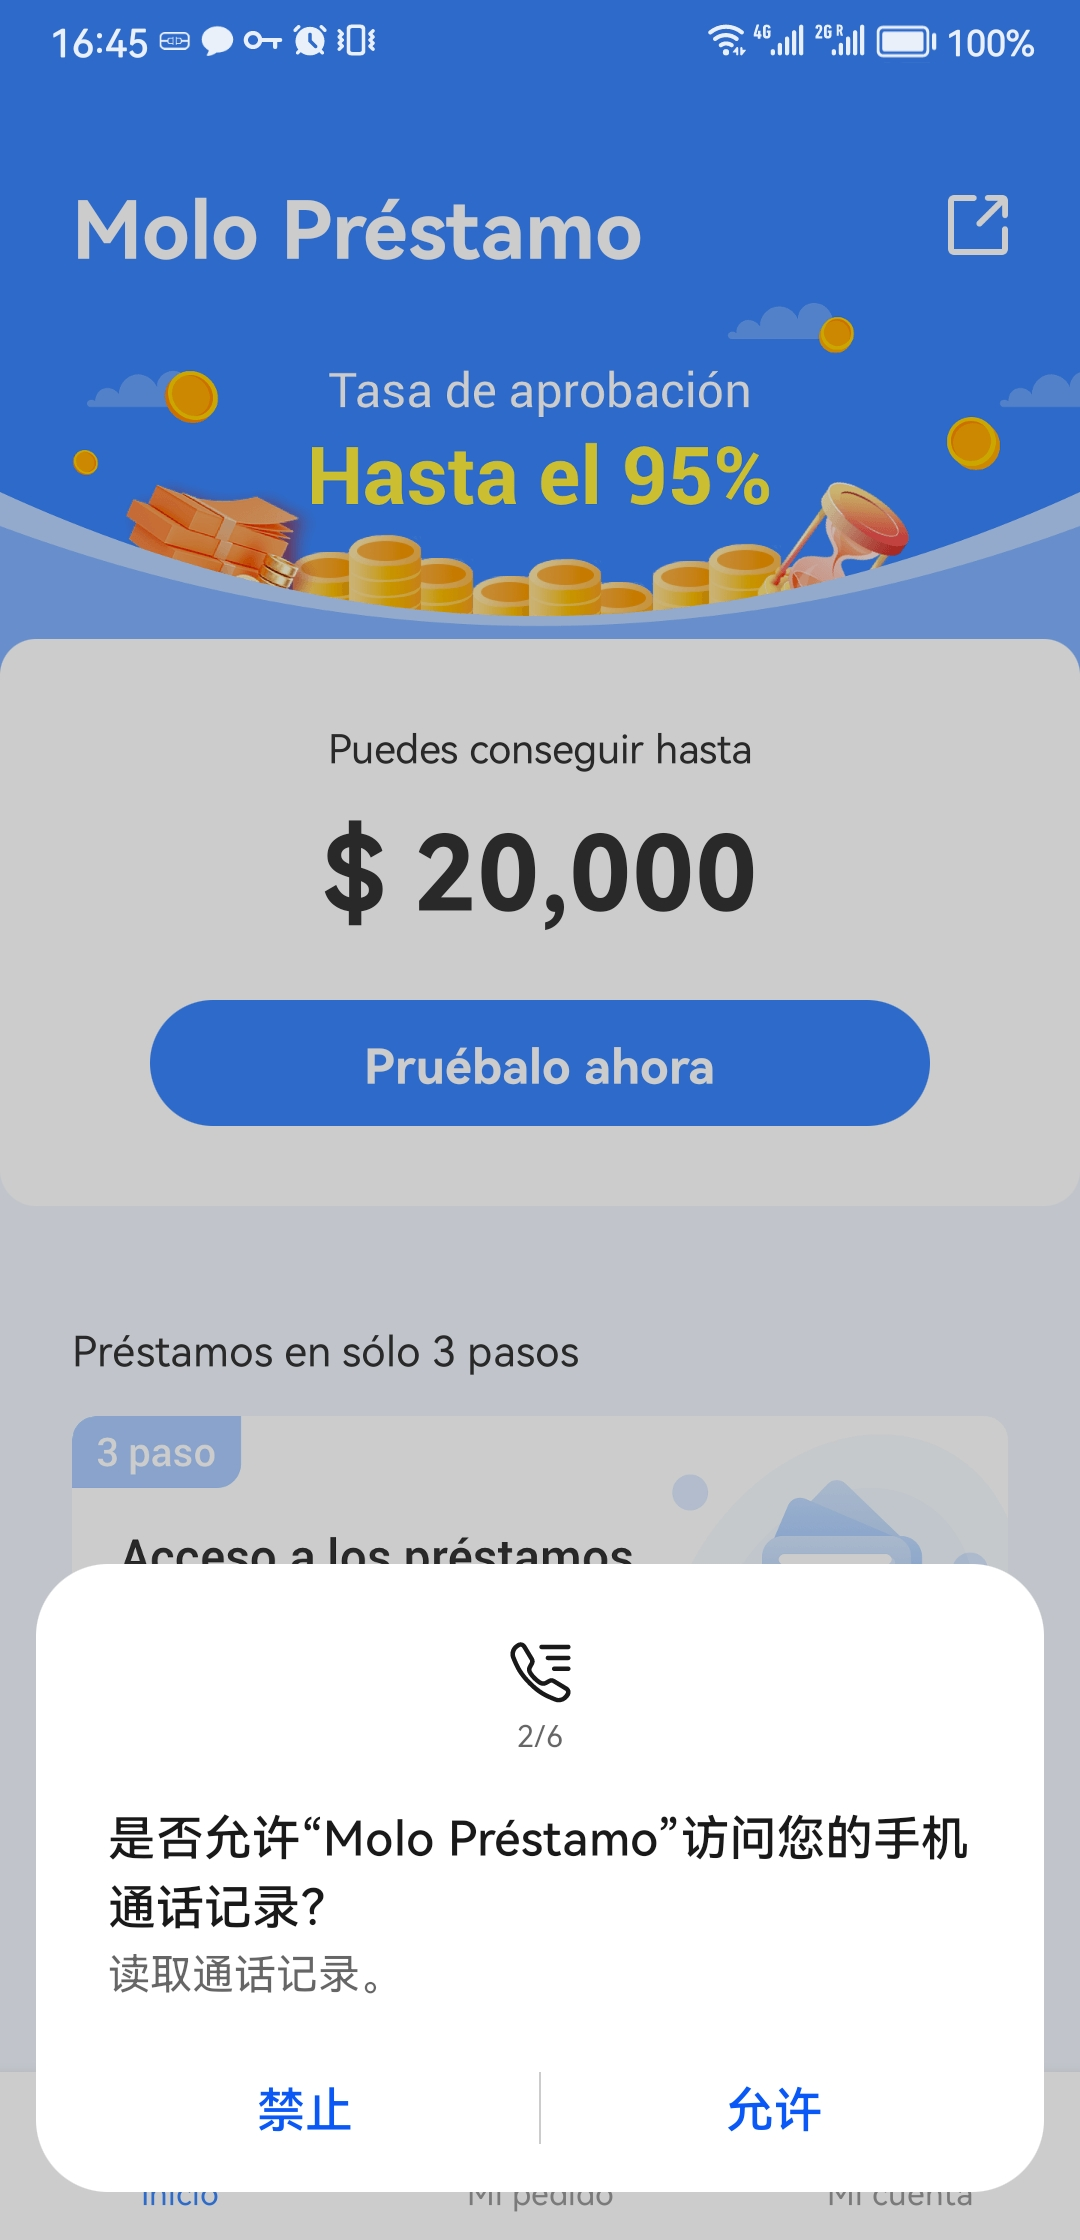 16:45 4G 2G R 100%
Molo Préstamo
Tasa de aprobación
Hasta el 95%
Puedes conseguir hasta
$ 20,000
Pruébalo ahora
Préstamos en sólo 3 pasos
3 paso
Acceso a los préstamos
2/6
是否允许“Molo Préstamo”访问您的手机
通话记录?
读取通话记录。
禁止
允许
Inicio
Mi pedido
Mi cuenta